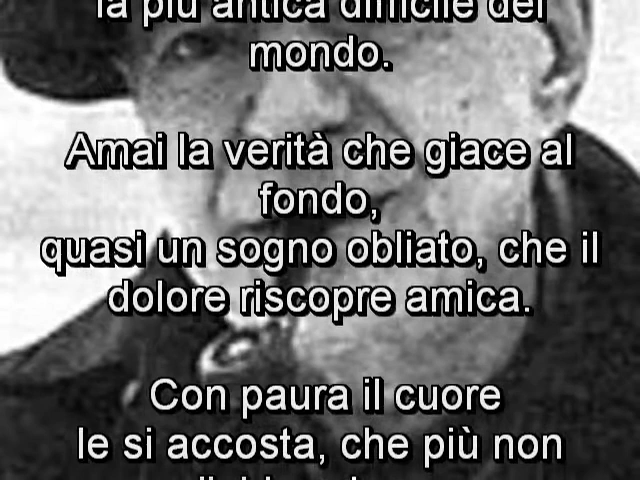 la più antica difficile del
mondo.
Amai la verità che giace al
fondo,
quasi un sogno obliato, che il
dolore riscopre amica.
Con paura il cuore
le si accosta, che più non